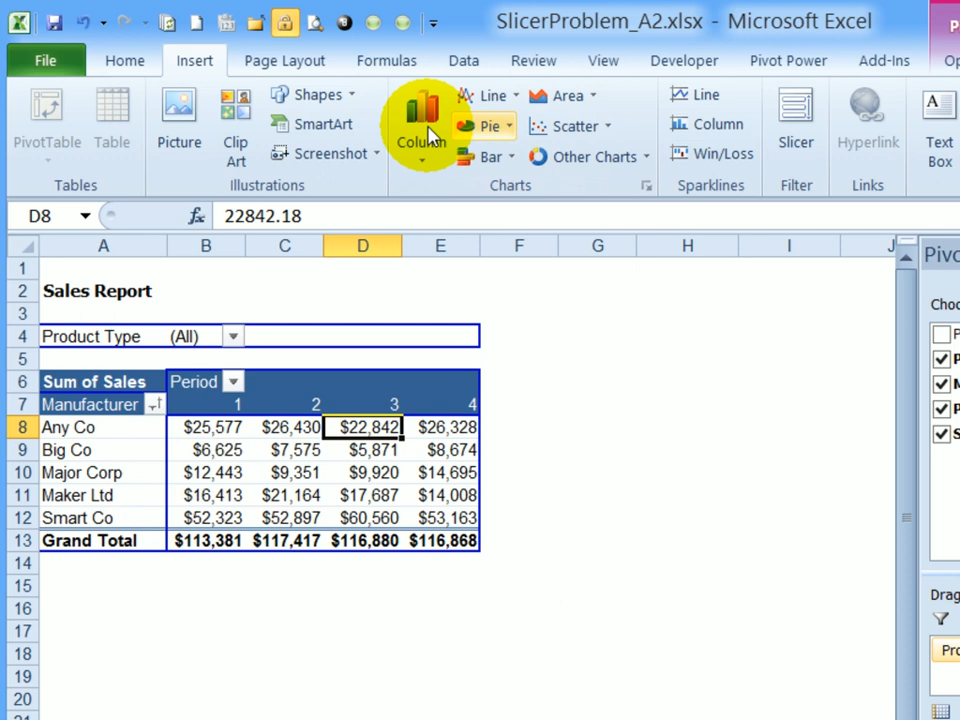 SlicerProblem_A2.xlsx - Microsoft Excel
File Home Insert Page Layout Formulas Data Review View Developer Pivot Power Add-Ins
PivotTable Table Picture Clip Art Shapes SmartArt Screenshot Column Line Pie Bar Area Scatter Other Charts Line Column Win/Loss Slicer Hyperlink Text Box
Tables Illustrations Charts Sparklines Filter Links
D8 fx 22842.18
A B C D E F G H I J
1
2 Sales Report
3
4 Product Type (All)
5
6 Sum of Sales Period
7 Manufacturer 1 2 3 4
8 Any Co $25,577 $26,430 $22,842 $26,328
9 Big Co $6,625 $7,575 $5,871 $8,674
10 Major Corp $12,443 $9,351 $9,920 $14,695
11 Maker Ltd $16,413 $21,164 $17,687 $14,008
12 Smart Co $52,323 $52,897 $60,560 $53,163
13 Grand Total $113,381 $117,417 $116,880 $116,868
14
15
16
17
18
19
20
Pivo
Choo
P
M
P
S
Drag
Pro